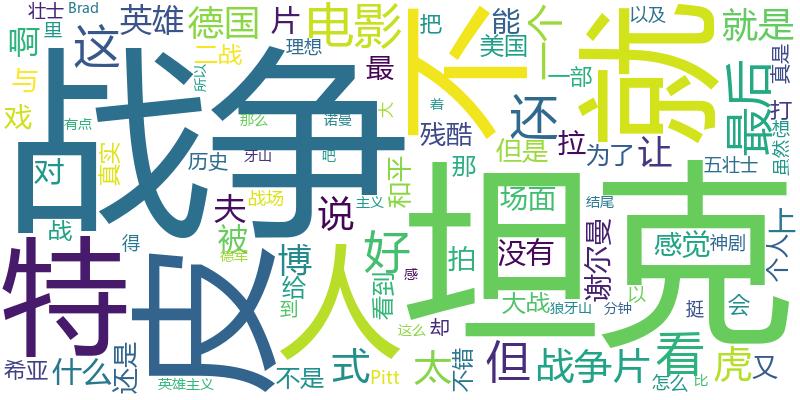 壮士
Brad
里
英雄
德国
片
电影
啊
这
二战
理想
最
把
能
美国
不
一个
一部
以及
就
就是
真是
与
戏
有点
所以
那么
大
着
战争
还
最后
扛
残酷
真实
对
历史
牙山
诺曼
吧
和平
那
但是
拉
为了
让
五壮士
虽然
想
战
战场
主义
夫
说
场面
结尾
得
被
德军
感
好
拍
没有
谢尔曼
感觉
神剧
个人
上
特
皮
人
坦克
博
给
到
看到
大战
狼牙山
分钟
以
挺
会
希亚
什么
还是
英雄主义
不是
式
这么
却
Pitt
太
不错
但
战争片
看
怎么
虎
比
又